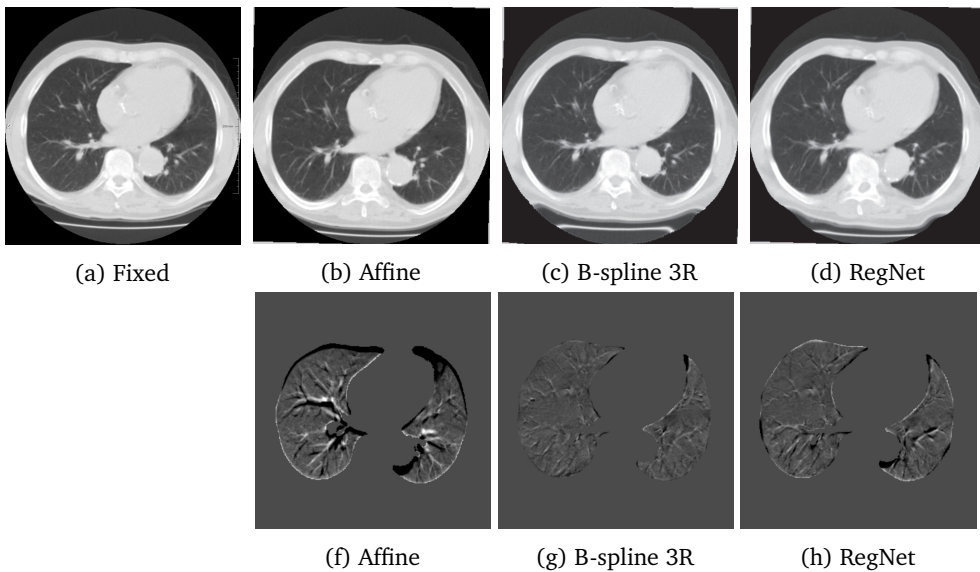 (a) Fixed
(b) Affine
(c) B-spline 3R
(d) RegNet
(f) Affine
(g) B-spline 3R
(h) RegNet